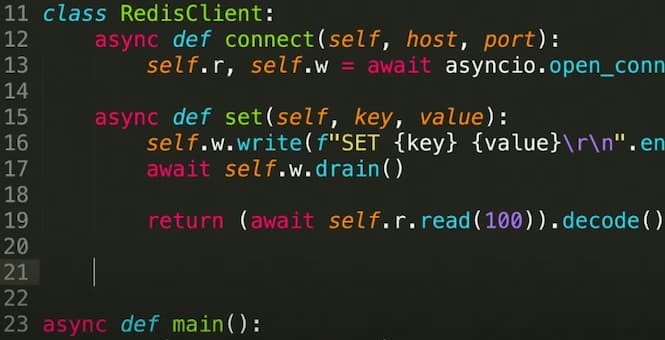 11 class RedisClient:
12     async def connect(self, host, port):
13         self.r, self.w = await asyncio.open_conn
14
15     async def set(self, key, value):
16         self.w.write(f"SET {key} {value}\r\n".en
17         await self.w.drain()
18
19         return (await self.r.read(100)).decode()
20
21
22
23 async def main():